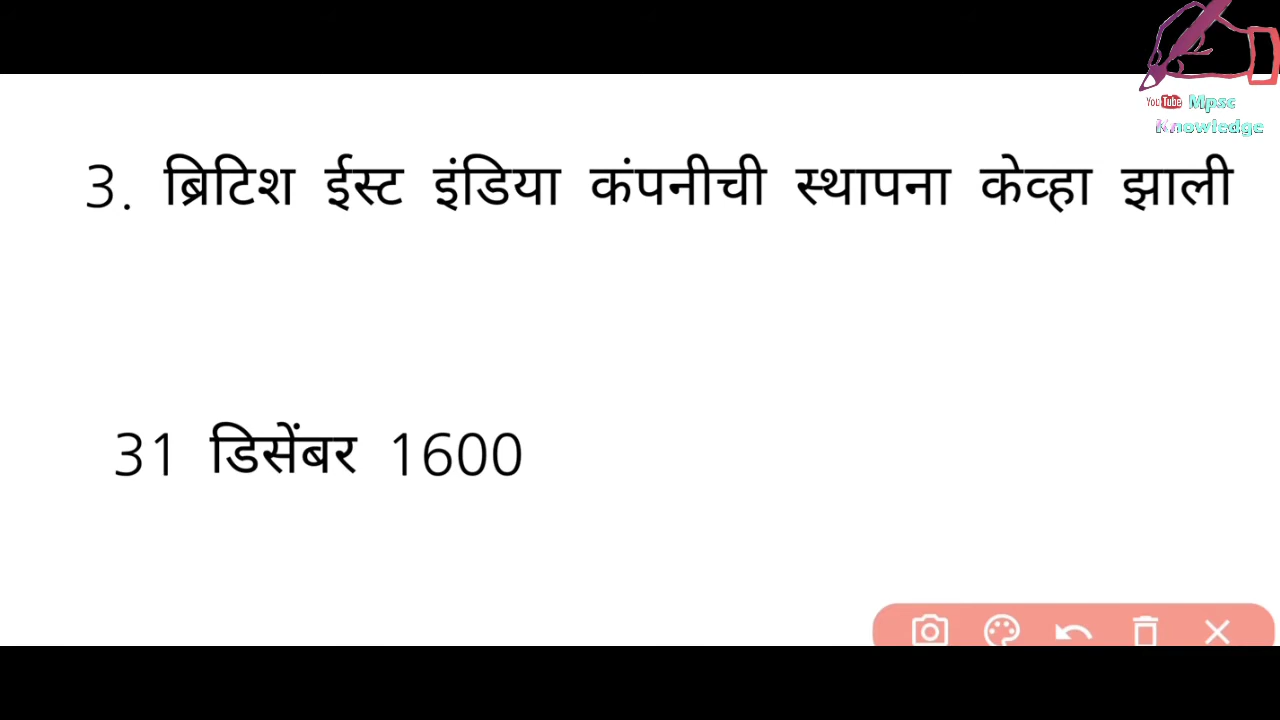 YouTube Mpsc
Knowledge
3. ब्रिटिश ईस्ट इंडिया कंपनीची स्थापना केव्हा झाली
31 डिसेंबर 1600